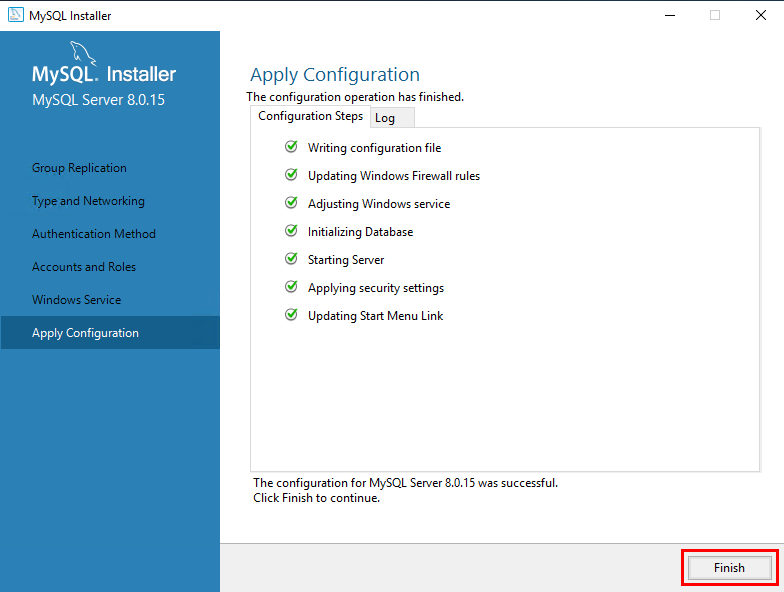 MySQL Installer
MySQL. Installer
MySQL Server 8.0.15
Group Replication
Type and Networking
Authentication Method
Accounts and Roles
Windows Service
Apply Configuration
Apply Configuration
The configuration operation has finished.
Configuration Steps
Log
Writing configuration file
Updating Windows Firewall rules
Adjusting Windows service
Initializing Database
Starting Server
Applying security settings
Updating Start Menu Link
The configuration for MySQL Server 8.0.15 was successful.
Click Finish to continue.
Finish